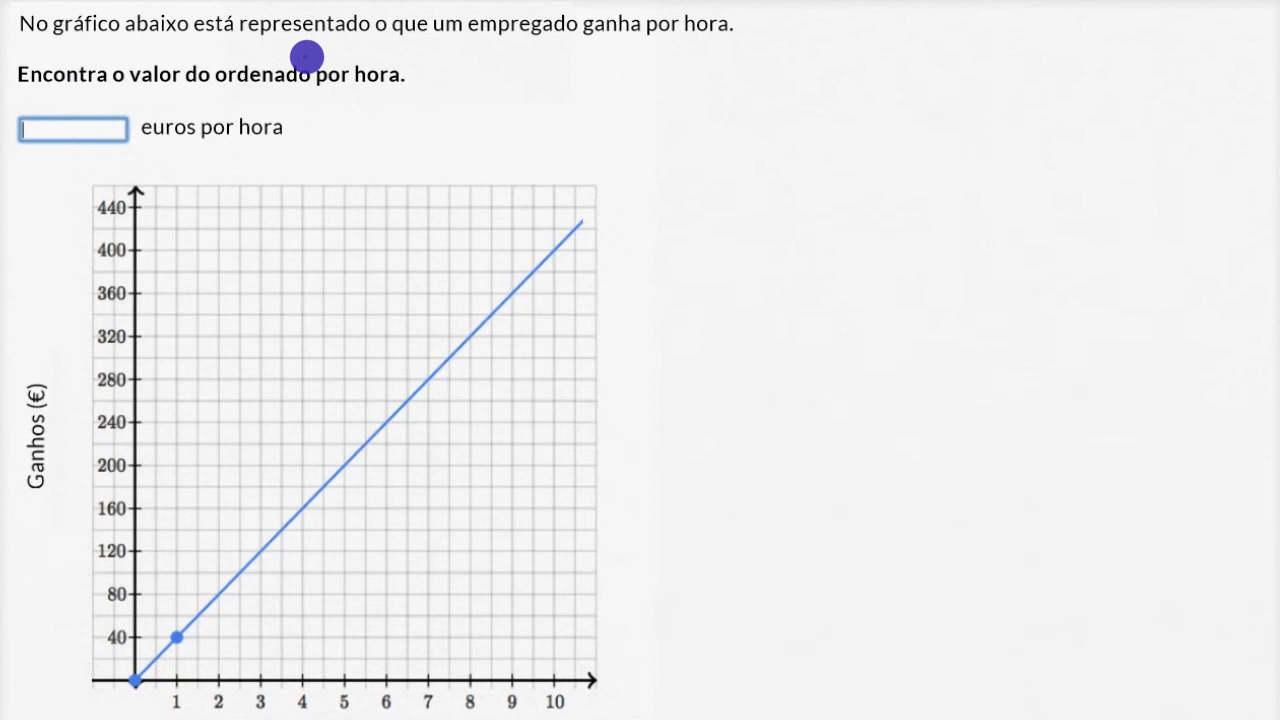 No gráfico abaixo está representado o que um empregado ganha por hora.
Encontra o valor do ordenado por hora.
euros por hora
Ganhos (€)
440
400
360
320
280
240
200
160
120
80
40
1 2 3 4 5 6 7 8 9 10